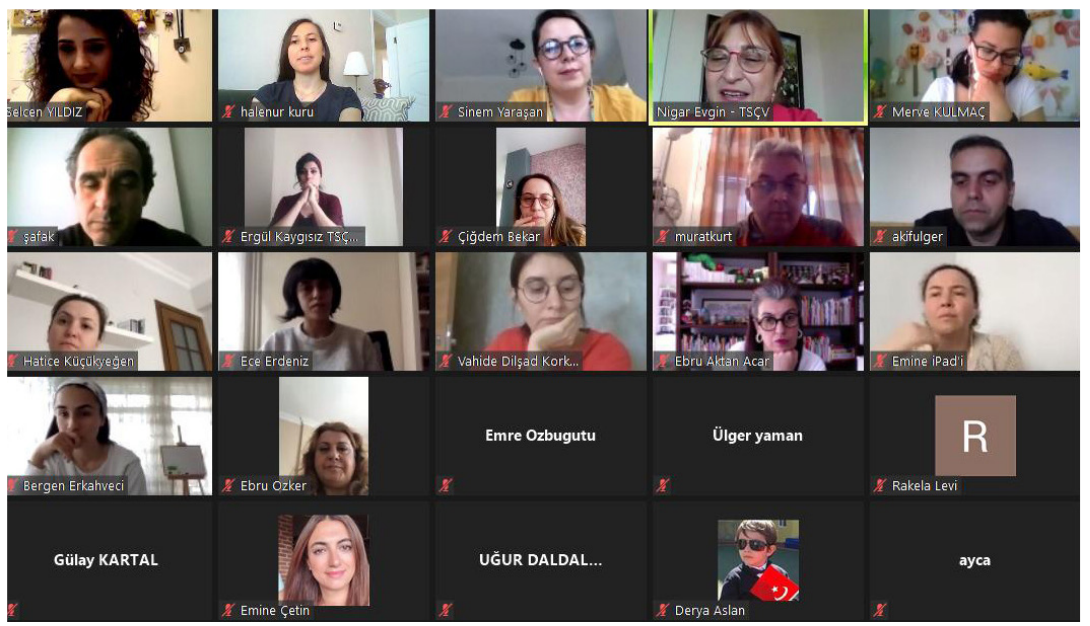 Selcen YILDIZ
halenur kuru
Sinem Yaraşan
Nigar Evgin - TSÇV
Merve KULMAÇ
şafak
Ergül Kaygısız TSÇ...
Çiğdem Bekar
muratkurt
akifulger
Hatice Küçükyeğen
Ece Erdeniz
Vahide Dilşad Kork...
Ebru Aktan Acar
Emine iPad'i
Bergen Erkahveci
Ebru Ozker
Emre Ozbugutu
Ülger yaman
R
Rakela Levi
Gülay KARTAL
Emine Çetin
UĞUR DALDAL...
Derya Aslan
ayca